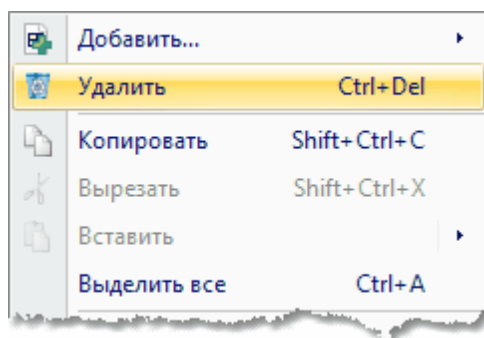 Добавить...
Удалить Ctrl+Del
Копировать Shift+Ctrl+C
Вырезать Shift+Ctrl+X
Вставить
Выделить все Ctrl+A